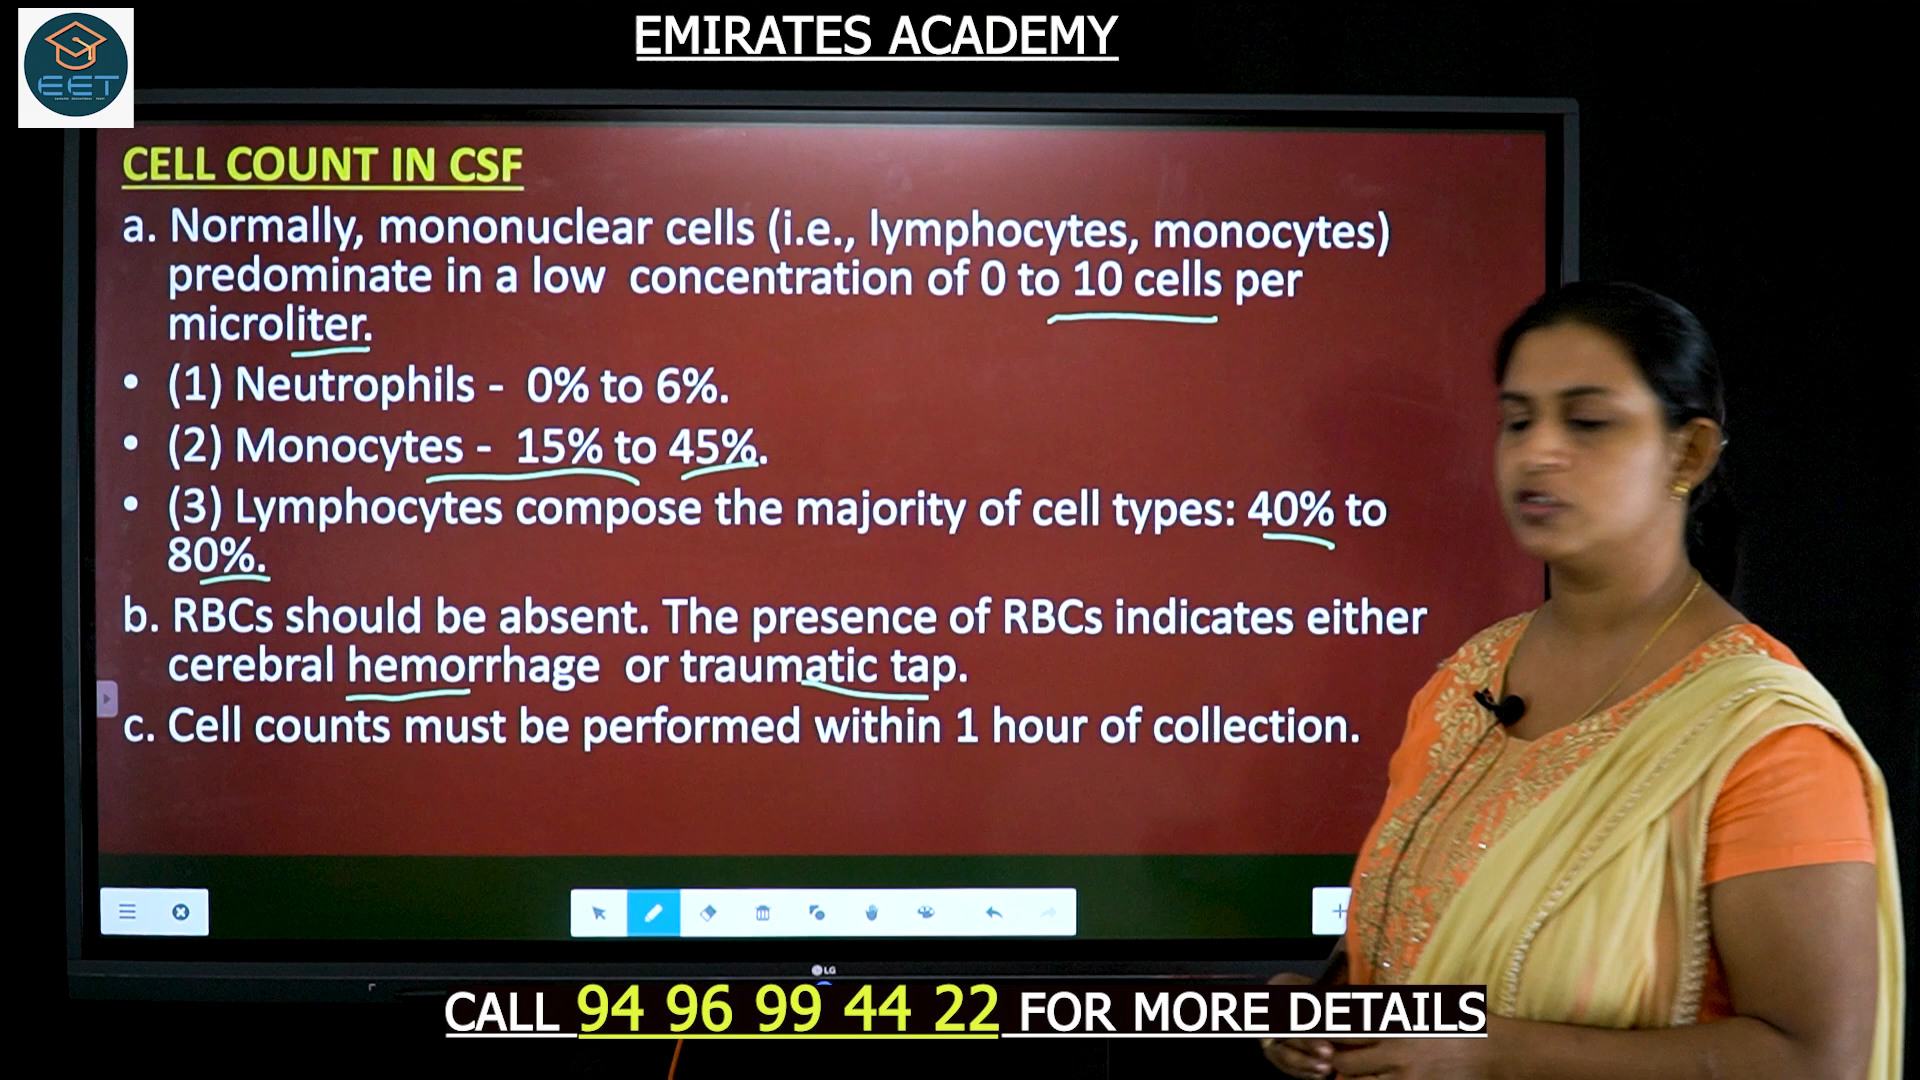 EMIRATES ACADEMY
EET
CELL COUNT IN CSF
a. Normally, mononuclear cells (i.e., lymphocytes, monocytes)
predominate in a low concentration of 0 to 10 cells per
microliter.
• (1) Neutrophils - 0% to 6%.
• (2) Monocytes - 15% to 45%.
• (3) Lymphocytes compose the majority of cell types: 40% to
80%.
b. RBCs should be absent. The presence of RBCs indicates either
cerebral hemorrhage or traumatic tap.
c. Cell counts must be performed within 1 hour of collection.
LG
CALL 94 96 99 44 22 FOR MORE DETAILS